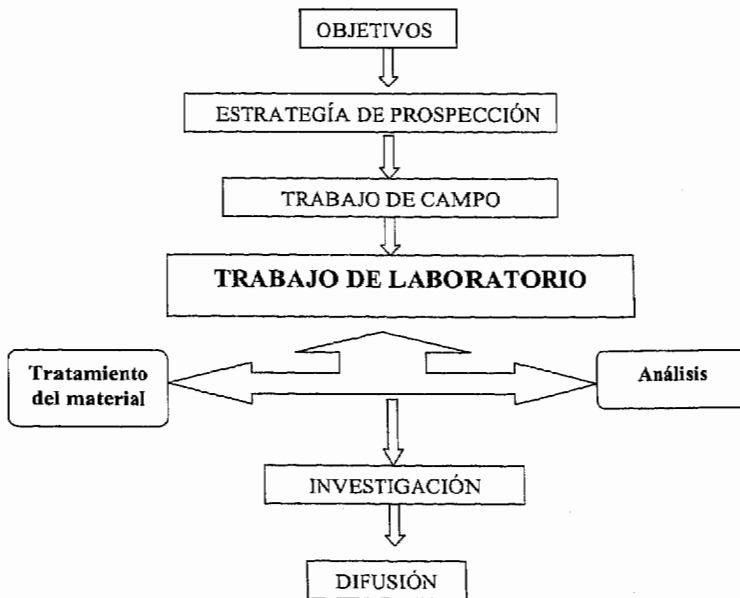 OBJETIVOS
ESTRATEGÍA DE PROSPECCIÓN
TRABAJO DE CAMPO
TRABAJO DE LABORATORIO
Tratamiento
del material
Análisis
INVESTIGACIÓN
DIFUSIÓN